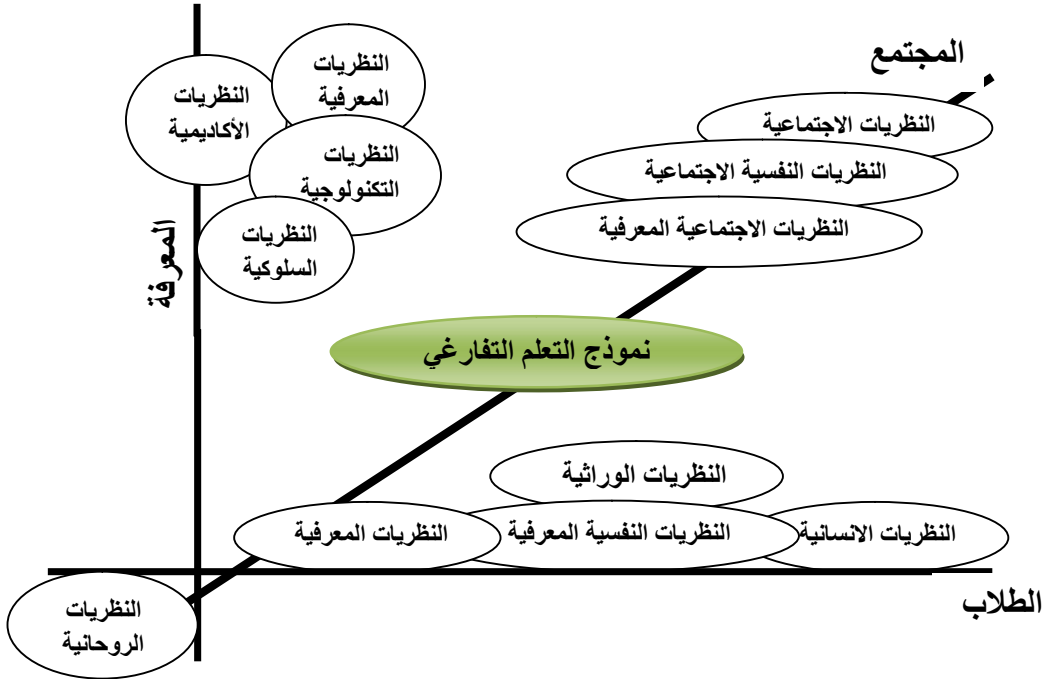 المجتمع
النظريات
المعرفية
النظريات
الأكاديمية
النظريات الاجتماعية
النظريات
التكنولوجية
النظريات النفسية الاجتماعية
النظريات الاجتماعية المعرفية
النظريات
السلوكية
المعرفة
نموذج التعلم التفارغي
النظريات الوراثية
النظريات الانسانية
النظريات النفسية المعرفية
النظريات المعرفية
الطلاب
النظريات
الروحانية